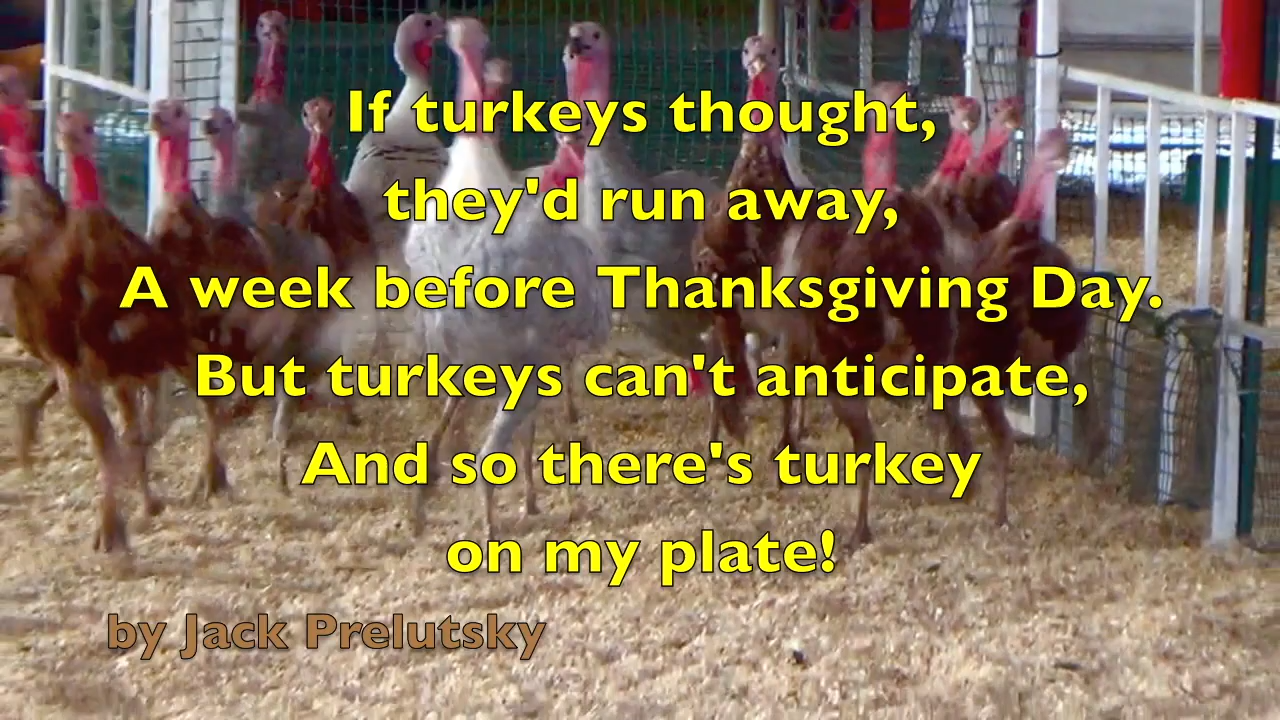 If turkeys thought,
they'd run away,
A week before Thanksgiving Day.
But turkeys can't anticipate,
And so there's turkey
on my plate!
by Jack Prelutsky